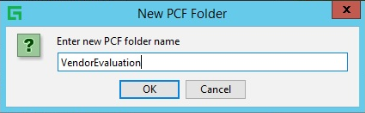 New PCF Folder
X
Enter new PCF folder name
?
VendorEvaluation
OK
Cancel